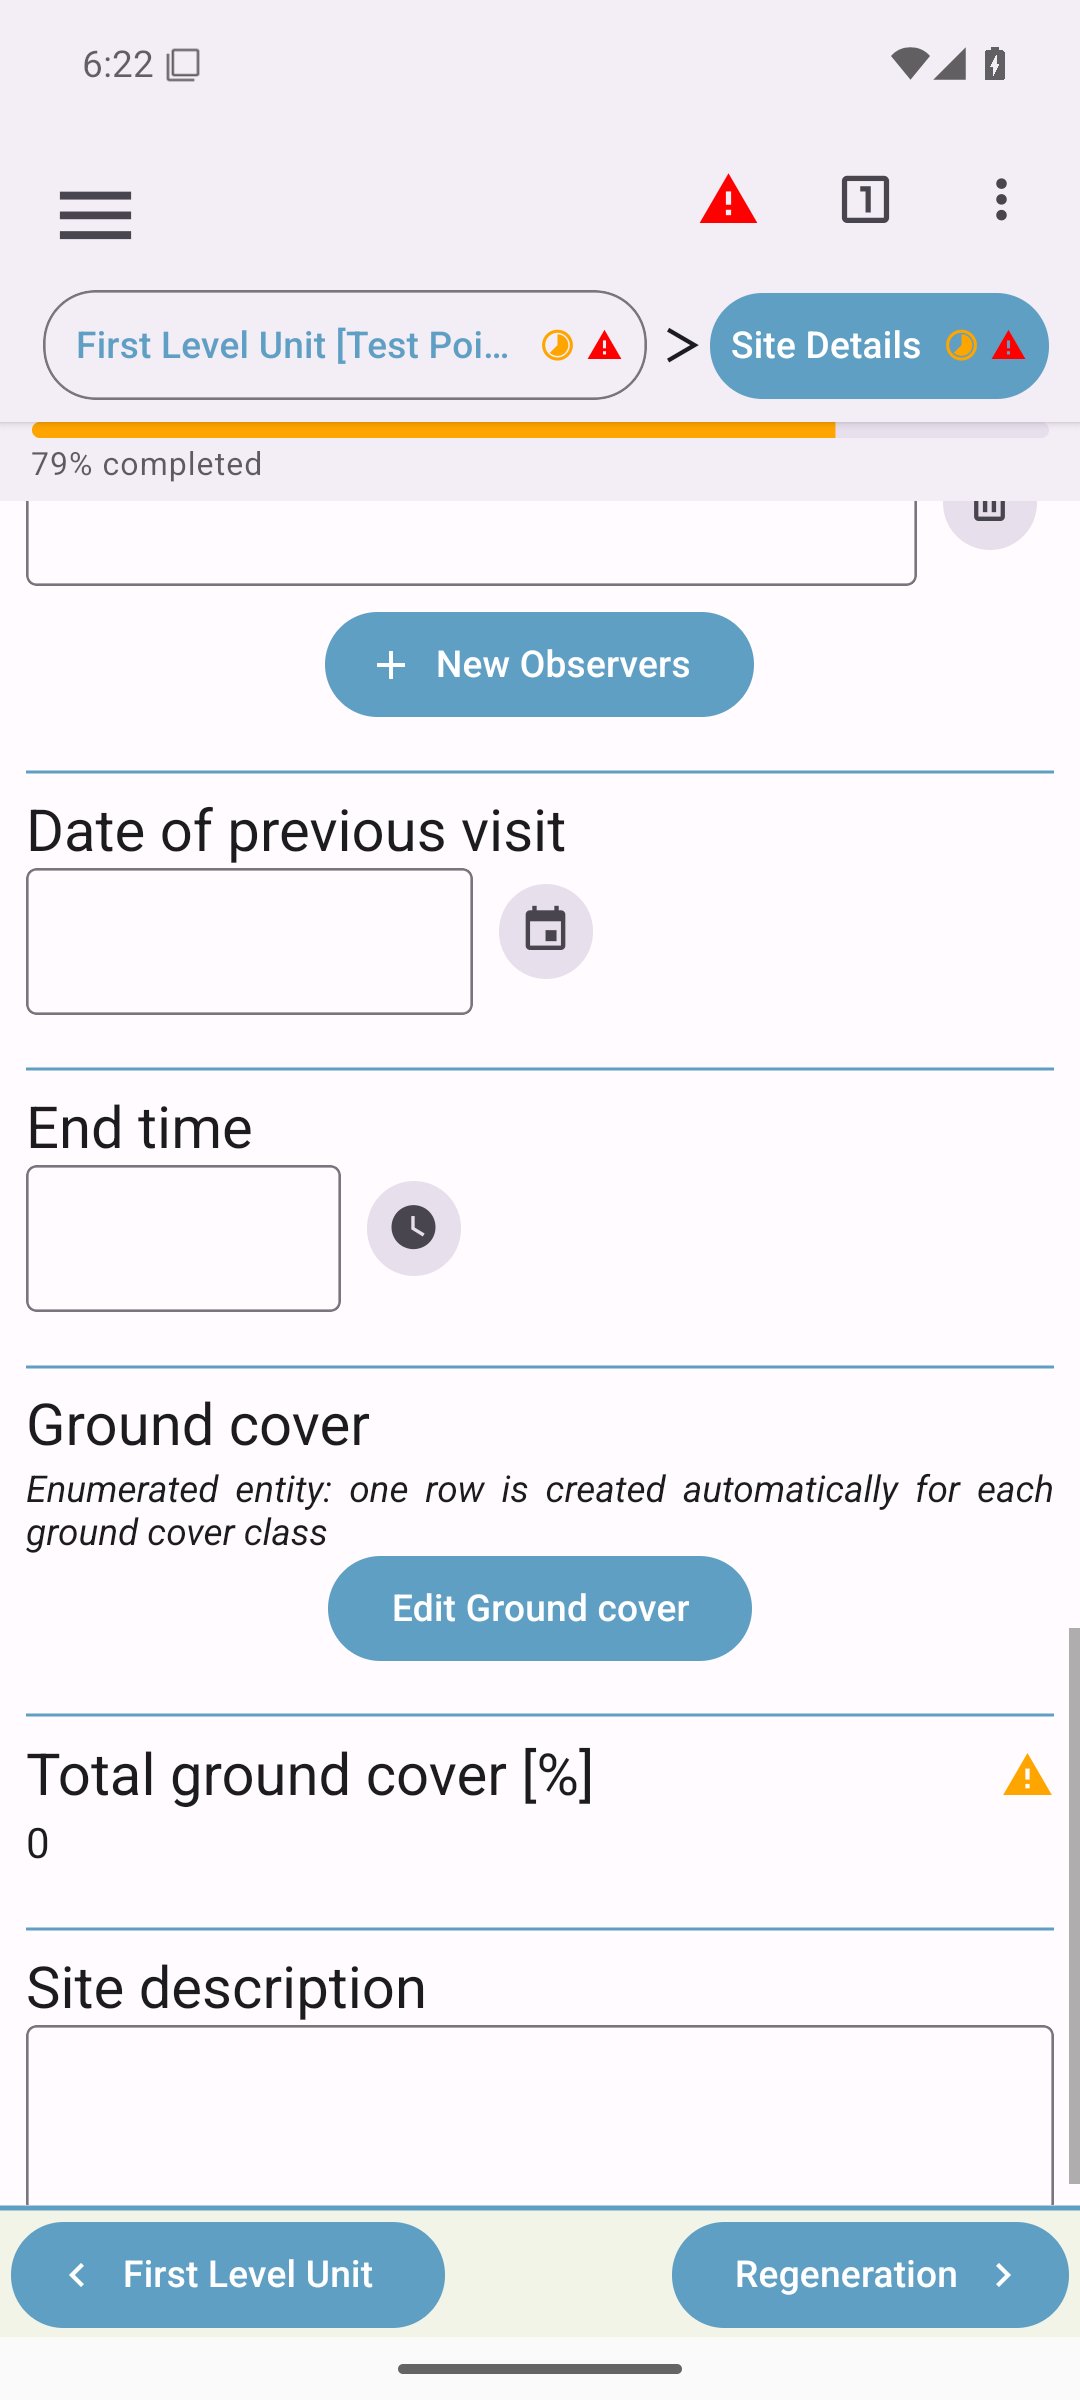 6:22
1
First Level Unit [Test Poi...
>
Site Details
79% completed
+ New Observers
Date of previous visit
End time
Ground cover
Enumerated entity: one row is created automatically for each
ground cover class
Edit Ground cover
Total ground cover [%]
0
Site description
First Level Unit
Regeneration